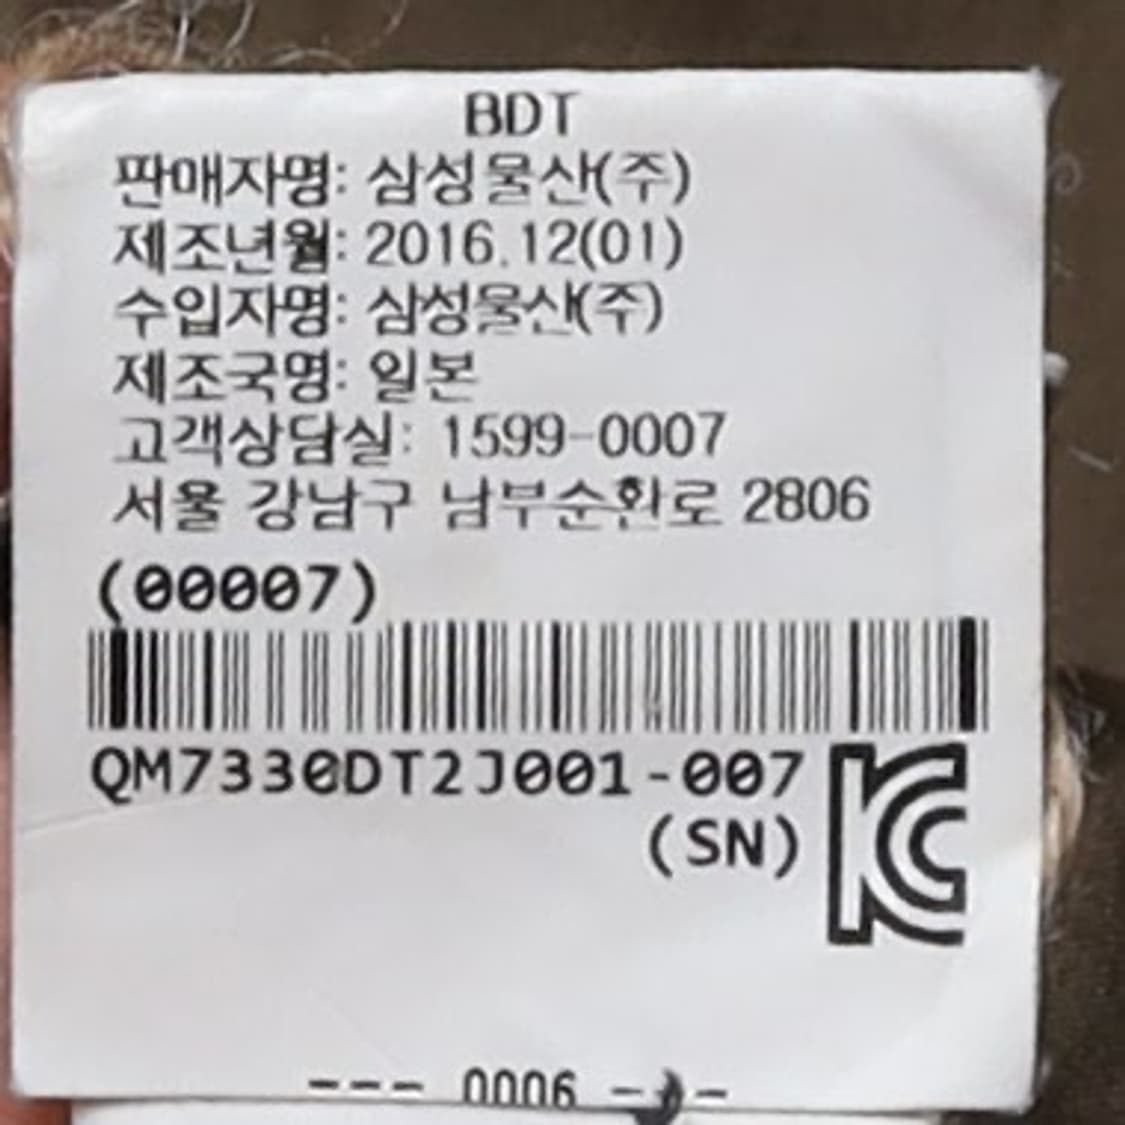 BDT
판매자명: 삼성물산(주)
제조년월: 2016.12(01)
수입자명: 삼성물산(주)
제조국명: 일본
고객상담실: 1599-0007
서울 강남구 남부순환로 2806
(00007)
QM7330DT2J001-007
(SN)
KC
--- 0006 ---